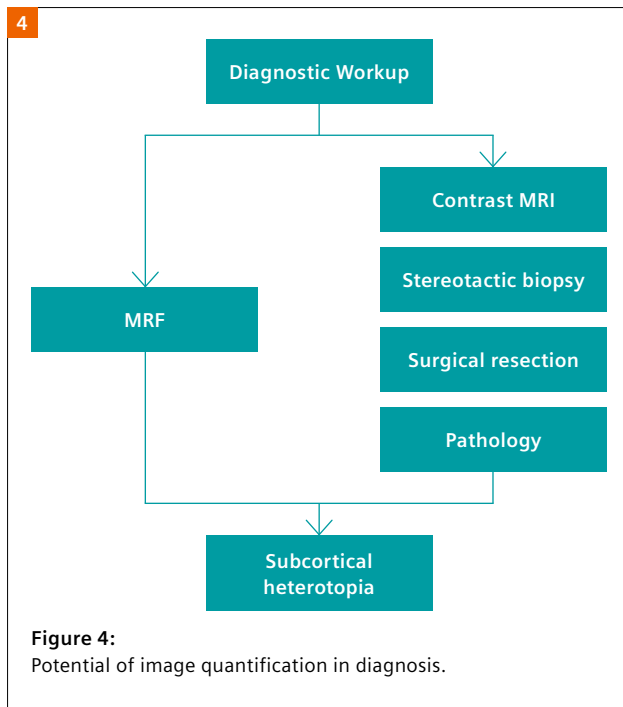 4
Diagnostic Workup
Contrast MRI
Stereotactic biopsy
MRF
Surgical resection
Pathology
Subcortical
heterotopia
Figure 4:
Potential of image quantification in diagnosis.